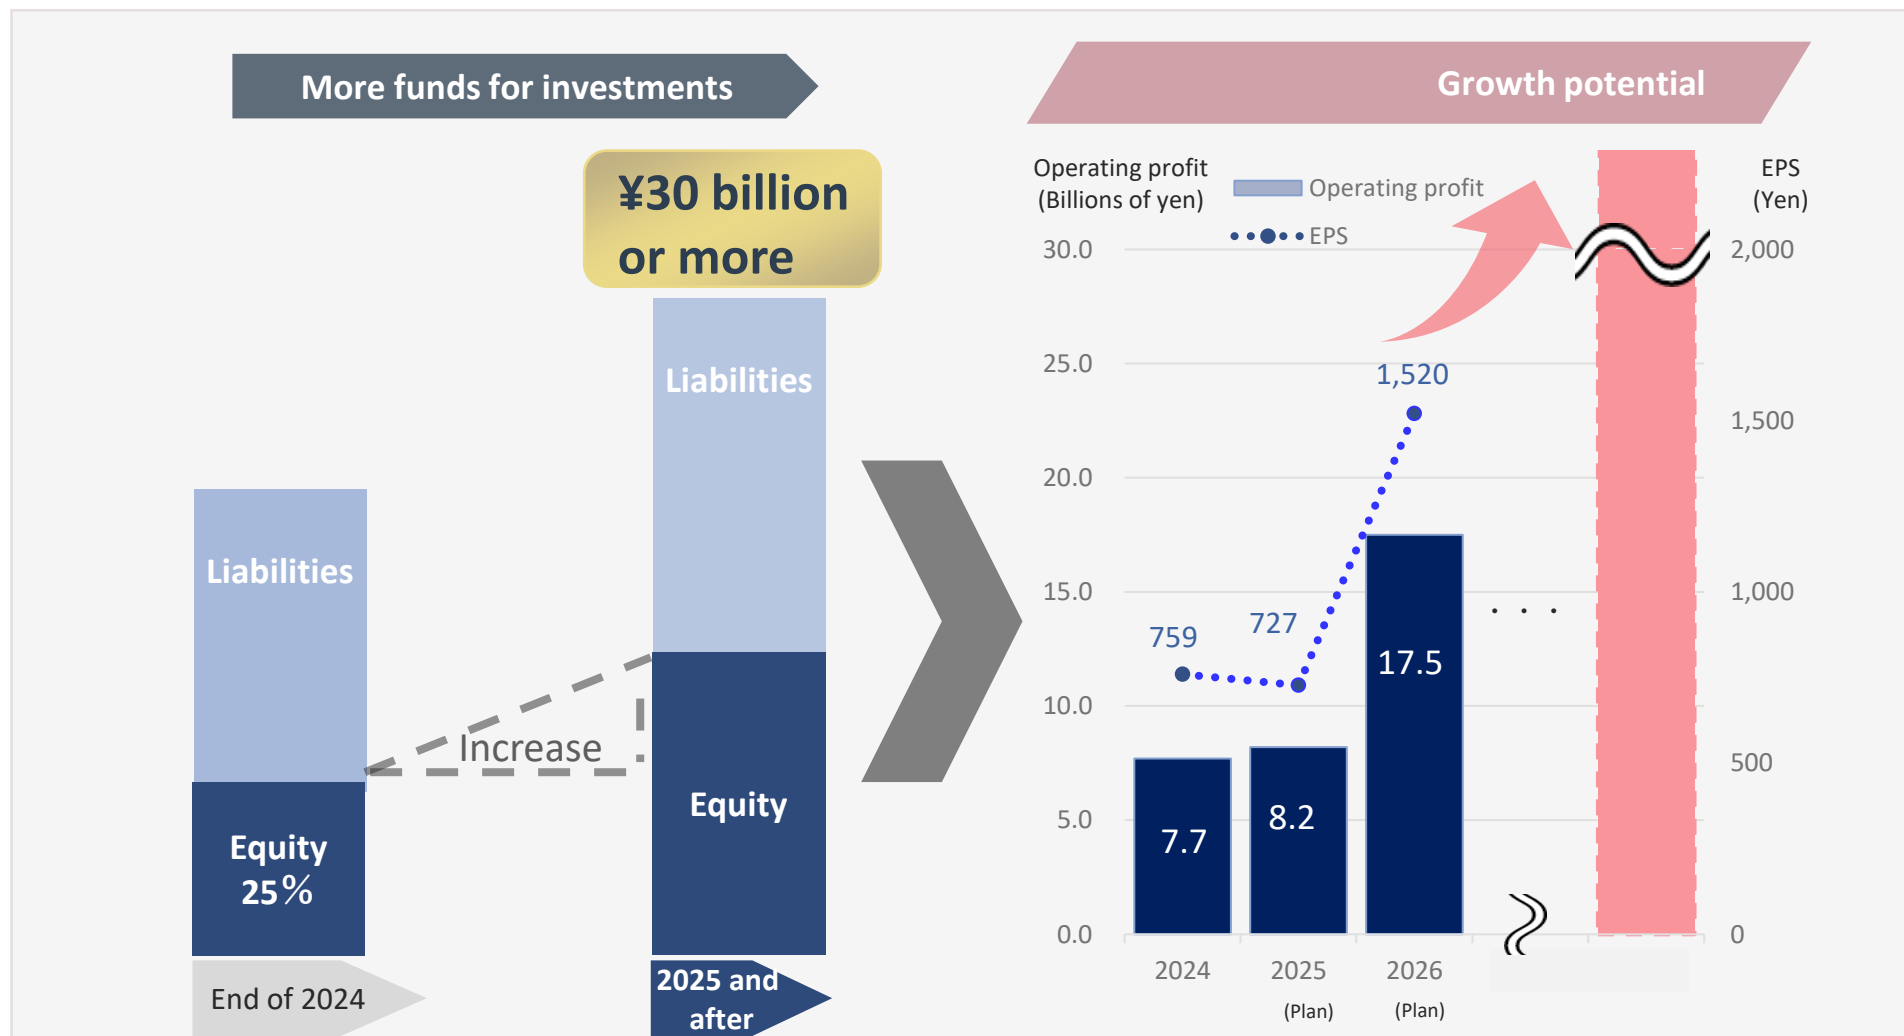 More funds for investments
¥30 billion
or more
Liabilities
Liabilities
Increase
Equity
25%
Equity
End of 2024
2025 and
after
Growth potential
Operating profit
(Billions of yen)
Operating profit
EPS
EPS
(Yen)
30.0
25.0
20.0
15.0
10.0
5.0
0.0
2,000
1,500
1,000
500
0
759
727
1,520
7.7
8.2
17.5
. . .
2024
2025
(Plan)
2026
(Plan)